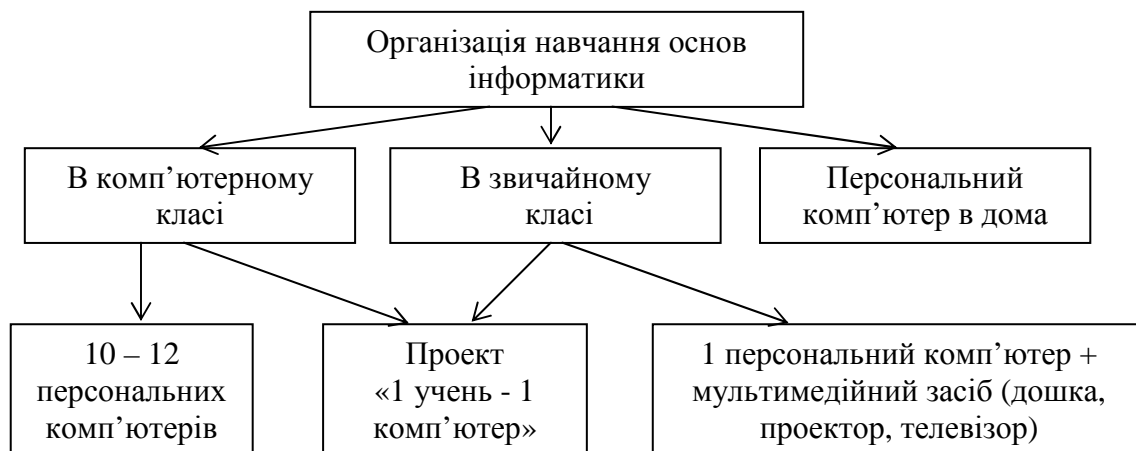 Організація навчання основ
інформатики
В комп’ютерному
класі
В звичайному
класі
Персональний
комп’ютер в дома
10 – 12
персональних
комп’ютерів
Проект
«1 учень - 1
комп’ютер»
1 персональний комп’ютер +
мультимедійний засіб (дошка,
проектор, телевізор)